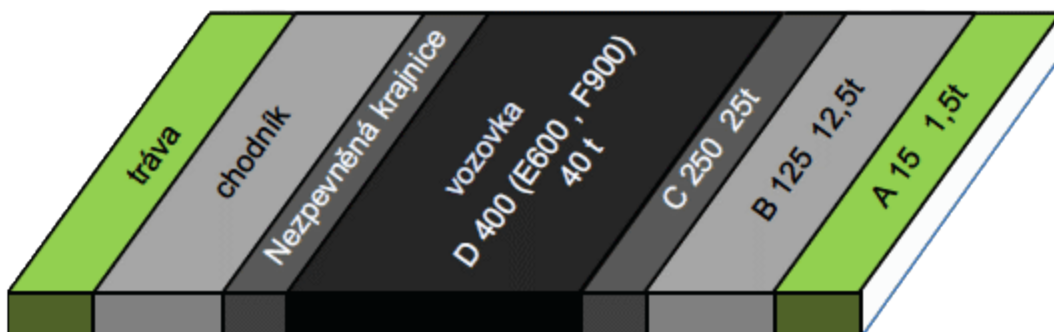 tráva
chodník
Nezpevněná krajnice
vozovka
D 400 (E600 , F900)
40 t
C 250 25t
B 125 12,5t
A 15 1,5t